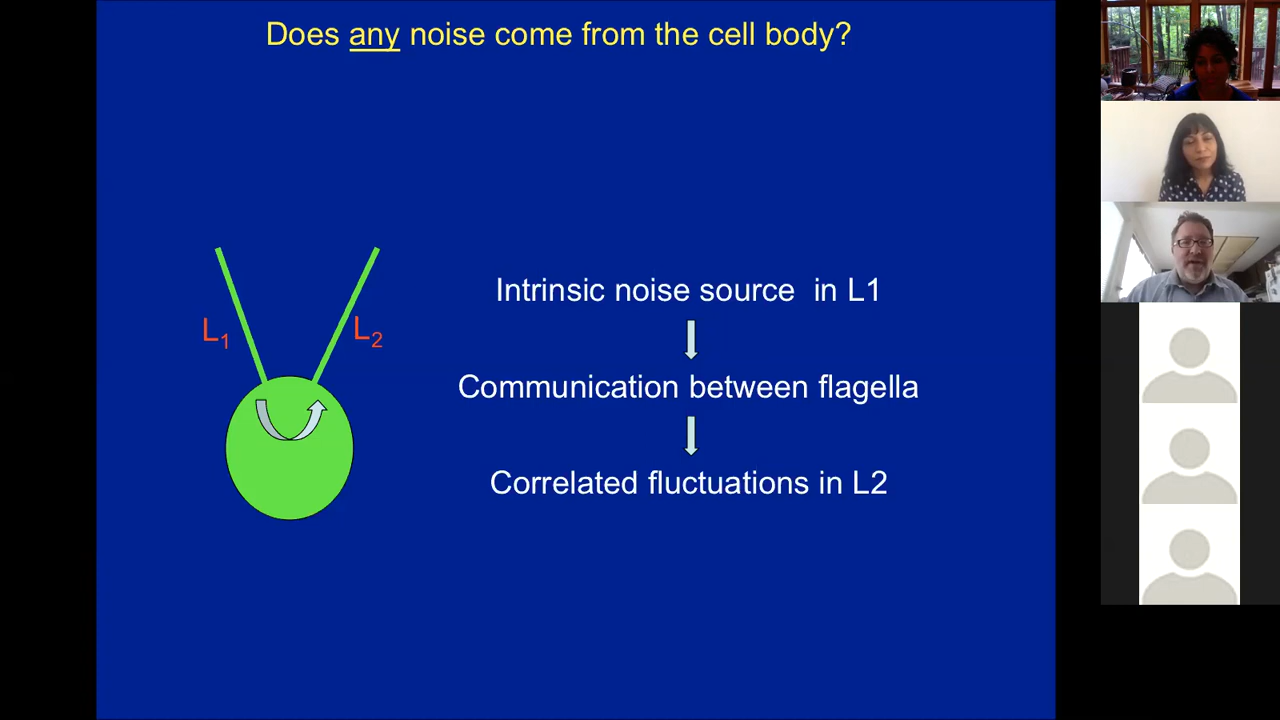 Does any noise come from the cell body?
Intrinsic noise source in L1
L1
L2
Communication between flagella
Correlated fluctuations in L2